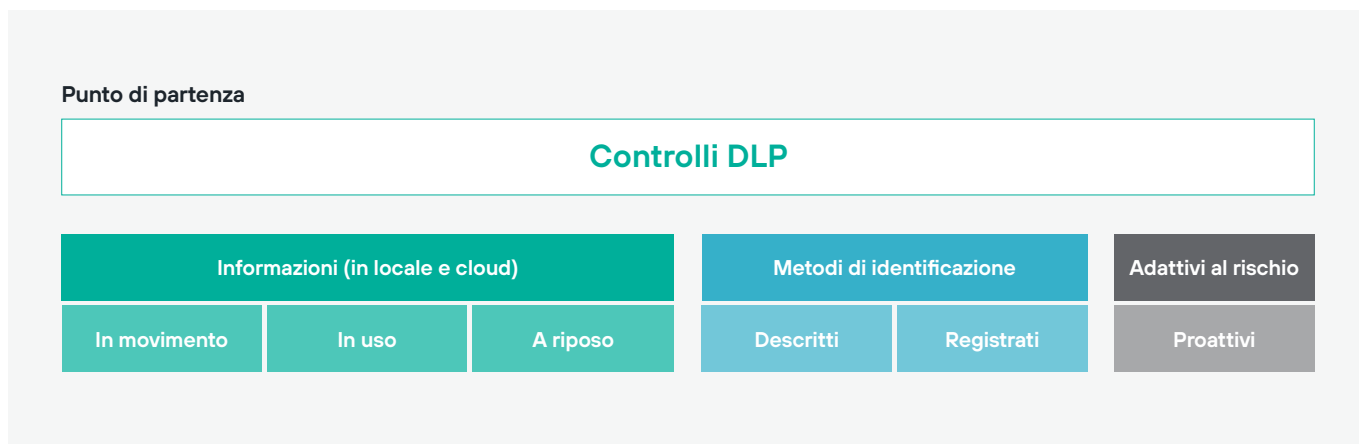 Punto di partenza
Controlli DLP
Informazioni (in locale e cloud)
Metodi di identificazione
Adattivi al rischio
In movimento
In uso
A riposo
Descritti
Registrati
Proattivi